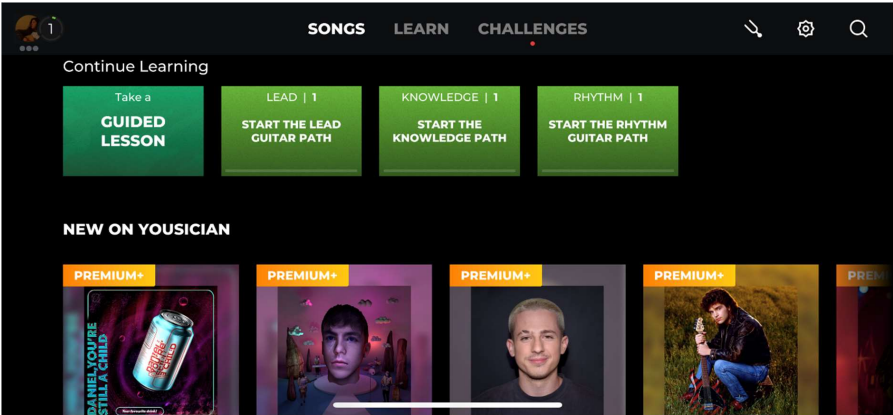 1
SONGS LEARN CHALLENGES
Continue Learning
Take a
GUIDED
LESSON
LEAD | 1
START THE LEAD
GUITAR PATH
KNOWLEDGE | 1
START THE
KNOWLEDGE PATH
RHYTHM | 1
START THE RHYTHM
GUITAR PATH
NEW ON YOUSICIAN
PREMIUM+
DANIEL, YOU'RE
STILL A CHILD
PREMIUM+
PREMIUM+
PREMIUM+
PREM